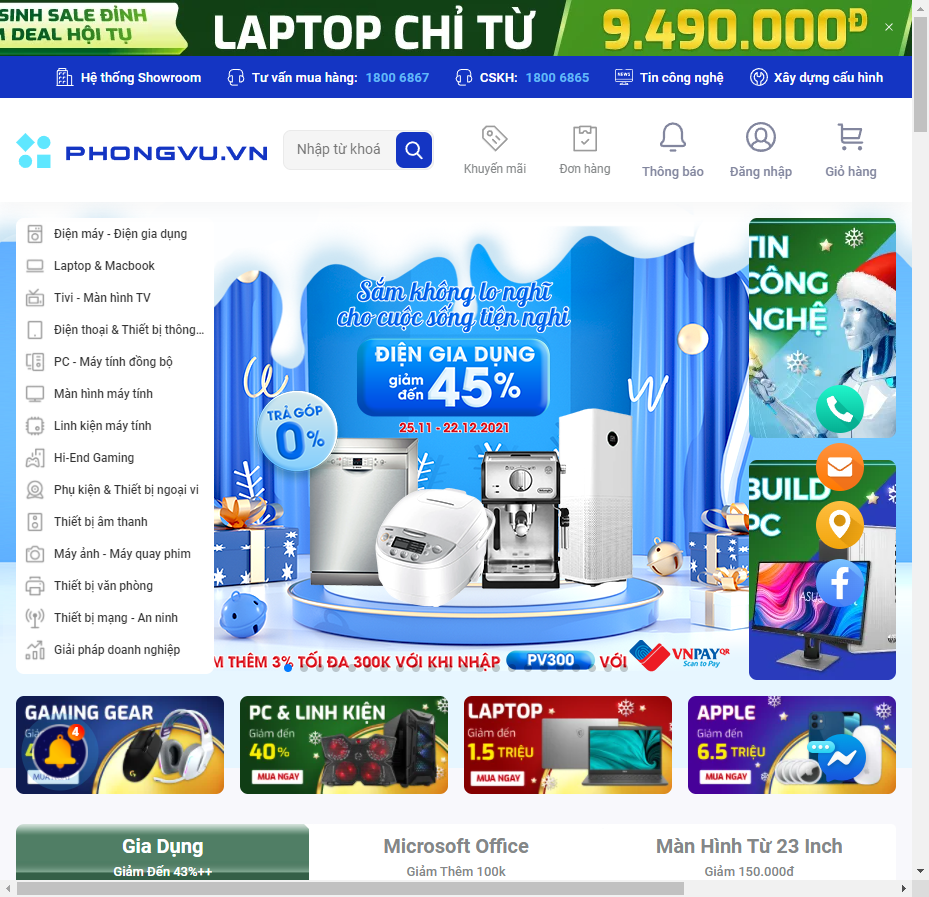 SINH SALE ĐỈNH
M DEAL HỘI TỤ
LAPTOP CHỈ TỪ
9.490.000Đ
Hệ thống Showroom
Tư vấn mua hàng: 1800 6867
CSKH: 1800 6865
NEWS
Tin công nghệ
Xây dựng cấu hình
PHONGVU.VN
Nhập từ khoá
Khuyến mãi
Đơn hàng
Thông báo
Đăng nhập
Giỏ hàng
Điện máy - Điện gia dụng
Laptop & Macbook
Tivi - Màn hình TV
Điện thoại & Thiết bị thông...
PC - Máy tính đồng bộ
Màn hình máy tính
Linh kiện máy tính
Hi-End Gaming
Phụ kiện & Thiết bị ngoại vi
Thiết bị âm thanh
Máy ảnh - Máy quay phim
Thiết bị văn phòng
Thiết bị mạng - An ninh
Giải pháp doanh nghiệp
Sắm không lo nghĩ
cho cuộc sống tiện nghi
ĐIỆN GIA DỤNG
giảm đến 45%
25.11 - 22.12.2021
TRẢ GÓP
0%
M THÊM 3% TỐI ĐA 300K VỚI KHI NHẬP PV300 VỚI VNPAYQR
Scan to Pay
TIN
CÔNG
NGHỆ
BUILD
PC
ASUS
GAMING GEAR
Giảm đến
4
PC & LINH KIỆN
Giảm đến
40%
MUA NGAY
LAPTOP
Giảm đến
1.5 TRIỆU
MUA NGAY
APPLE
Giảm đến
6.5 TRIỆU
MUA NGAY
Gia Dụng
Giảm Đến 43%++
Microsoft Office
Giảm Thêm 100k
Màn Hình Từ 23 Inch
Giảm 150.000đ